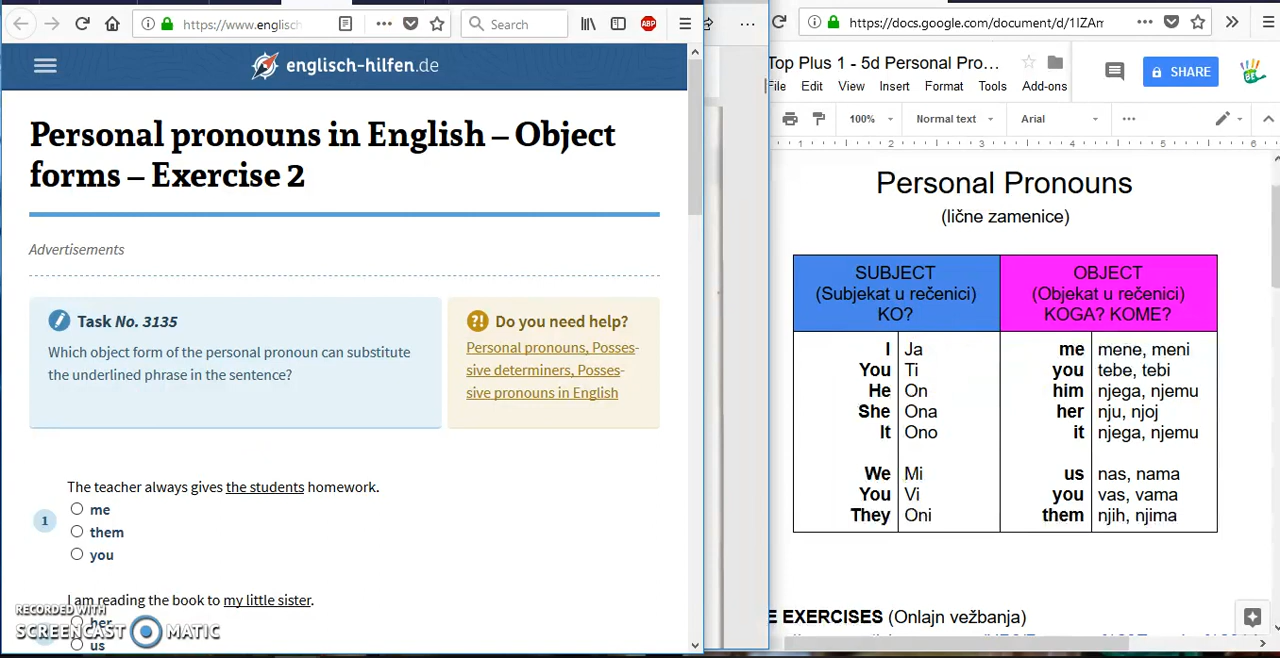 https://www.englisch
Search
ABP
englisch-hilfen.de
Personal pronouns in English – Object
forms – Exercise 2
Advertisements
Task No. 3135
Which object form of the personal pronoun can substitute
the underlined phrase in the sentence?
?! Do you need help?
Personal pronouns, Posses-
sive determiners, Posses-
sive pronouns in English
The teacher always gives the students homework.
1
me
them
you
I am reading the book to my little sister.
her
us
RECORDED WITH
SCREENCAST MATIC
https://docs.google.com/document/d/1IZAm
Top Plus 1 - 5d Personal Pro...
SHARE
File Edit View Insert Format Tools Add-ons
100% Normal text Arial
1 2 3 4 5 6
Personal Pronouns
(lične zamenice)
SUBJECT
(Subjekat u rečenici)
KO?
OBJECT
(Objekat u rečenici)
KOGA? KOME?
I Ja me mene, meni
You Ti you tebe, tebi
He On him njega, njemu
She Ona her nju, njoj
It Ono it njega, njemu
We Mi us nas, nama
You Vi you vas, vama
They Oni them njih, njima
E EXERCISES (Onlajn vežbanja)